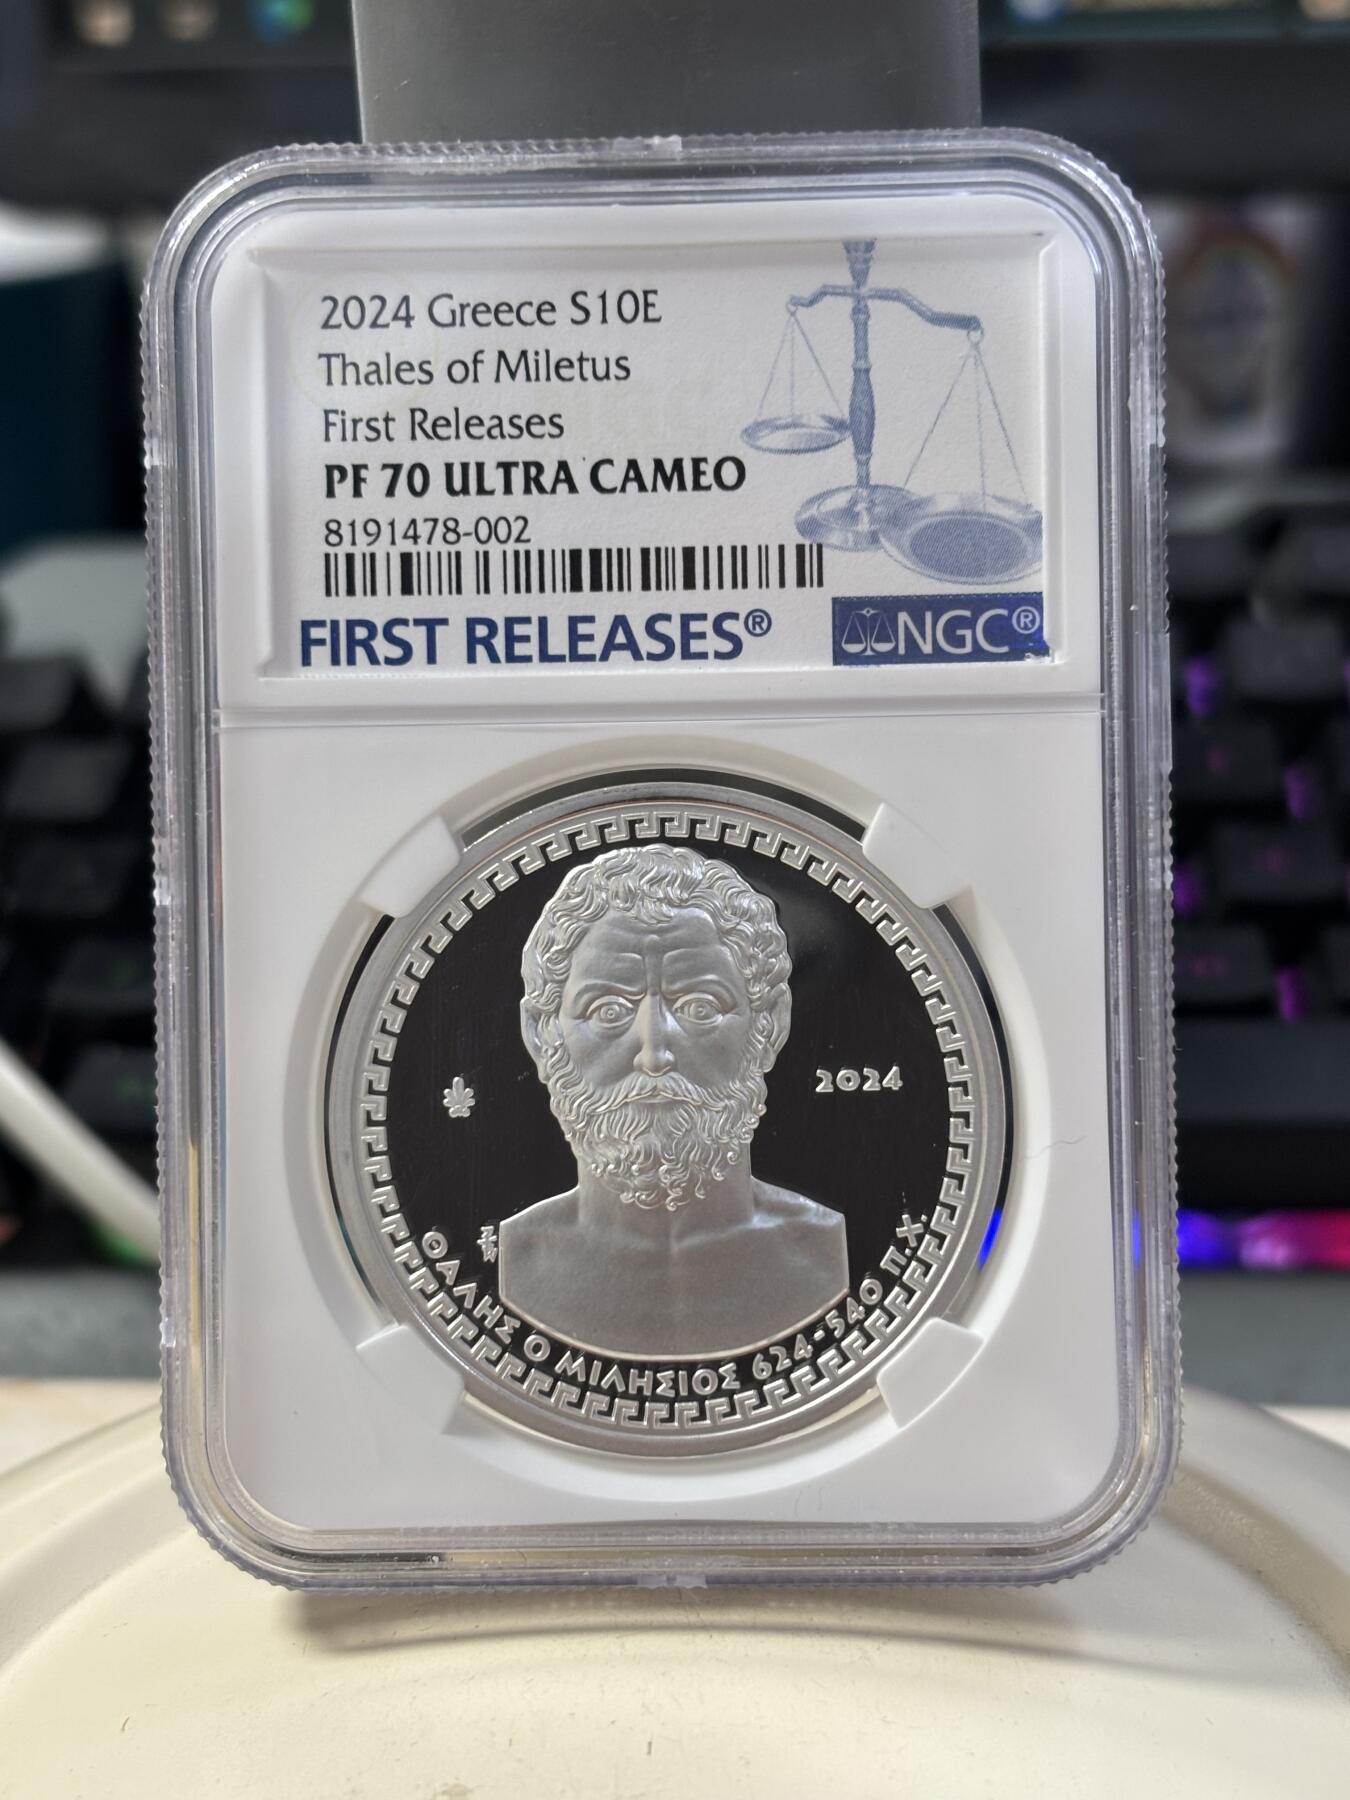 2024 Greece S10E
Thales of Miletus
First Releases
PF 70 ULTRA CAMEO
8191478-002
FIRST RELEASES®
NGC®
2024
ΘΑΛΗΣ Ο ΜΙΛΗΣΙΟΣ 624-540 π.Χ.